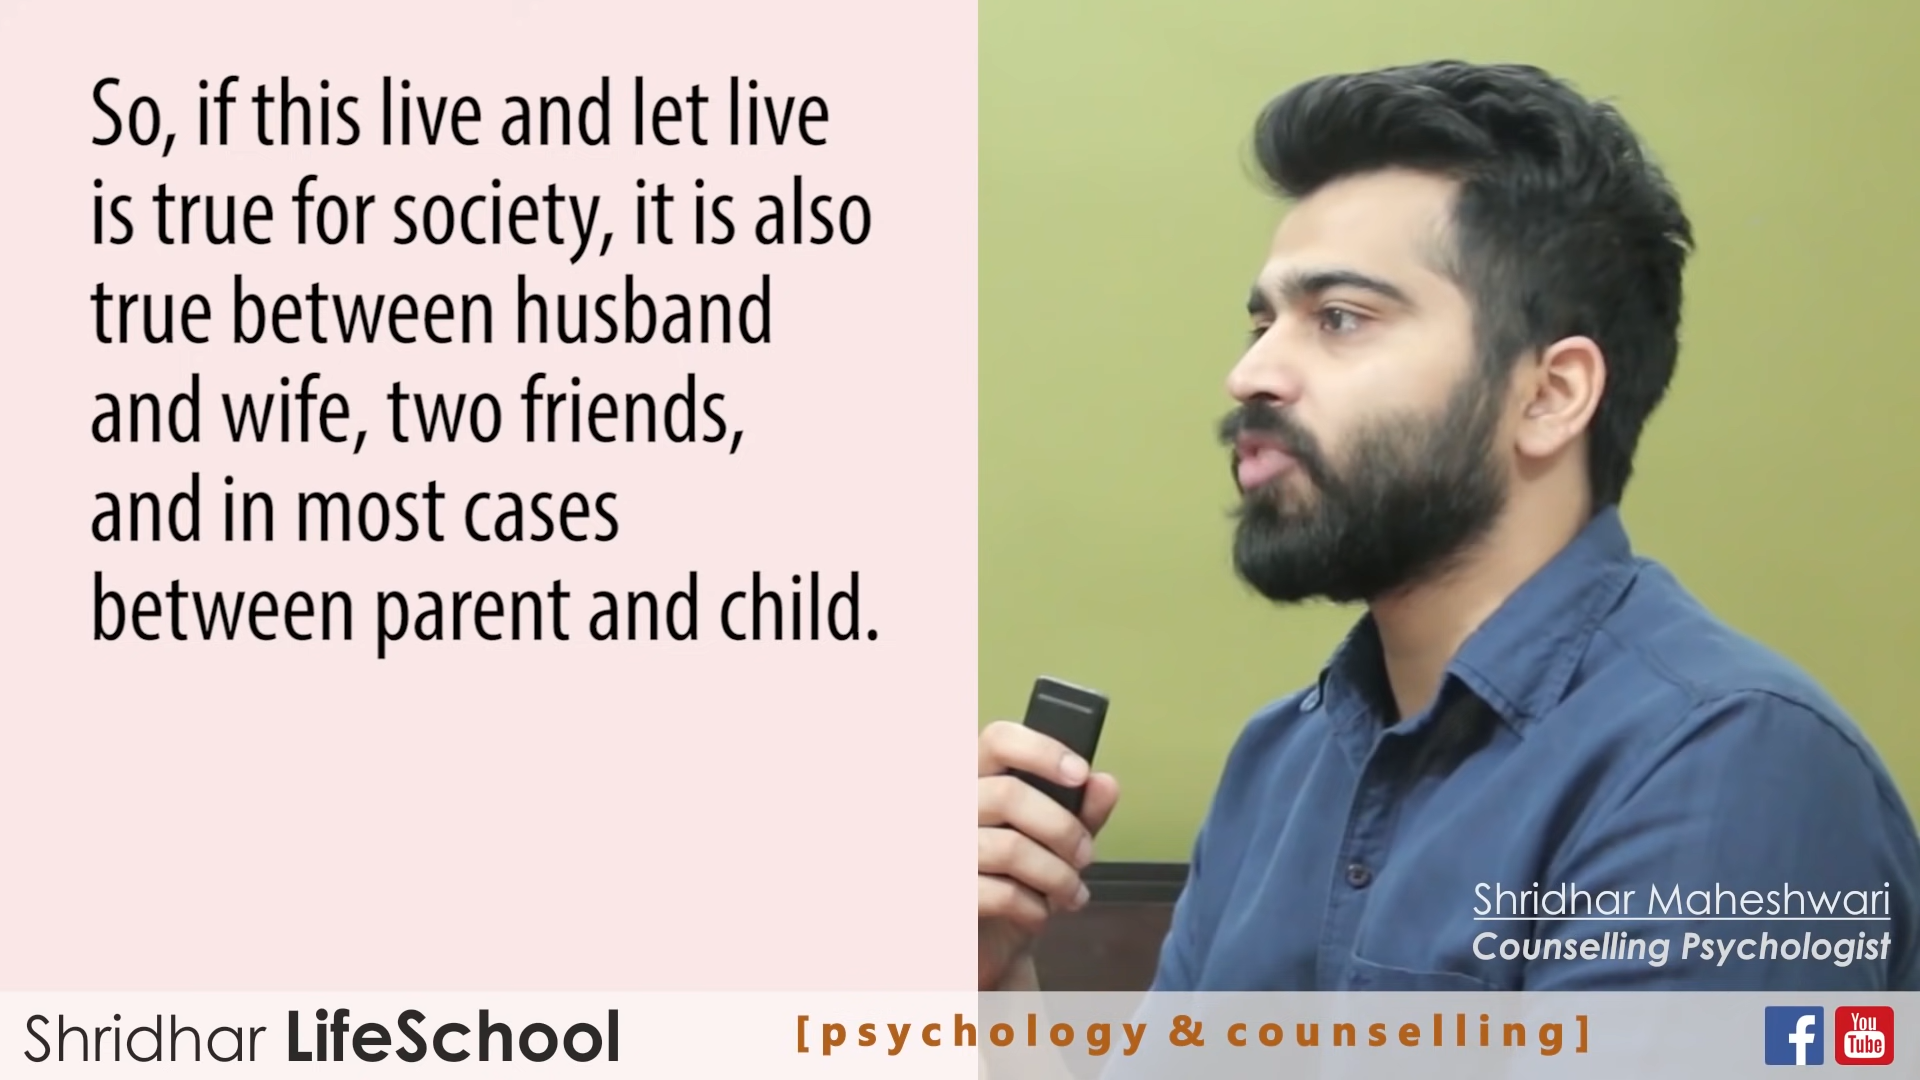 So, if this live and let live
is true for society, it is also
true between husband
and wife, two friends,
and in most cases
between parent and child.
Shridhar Maheshwari
Counselling Psychologist
Shridhar LifeSchool
[psychology & counselling]
f
You
Tube